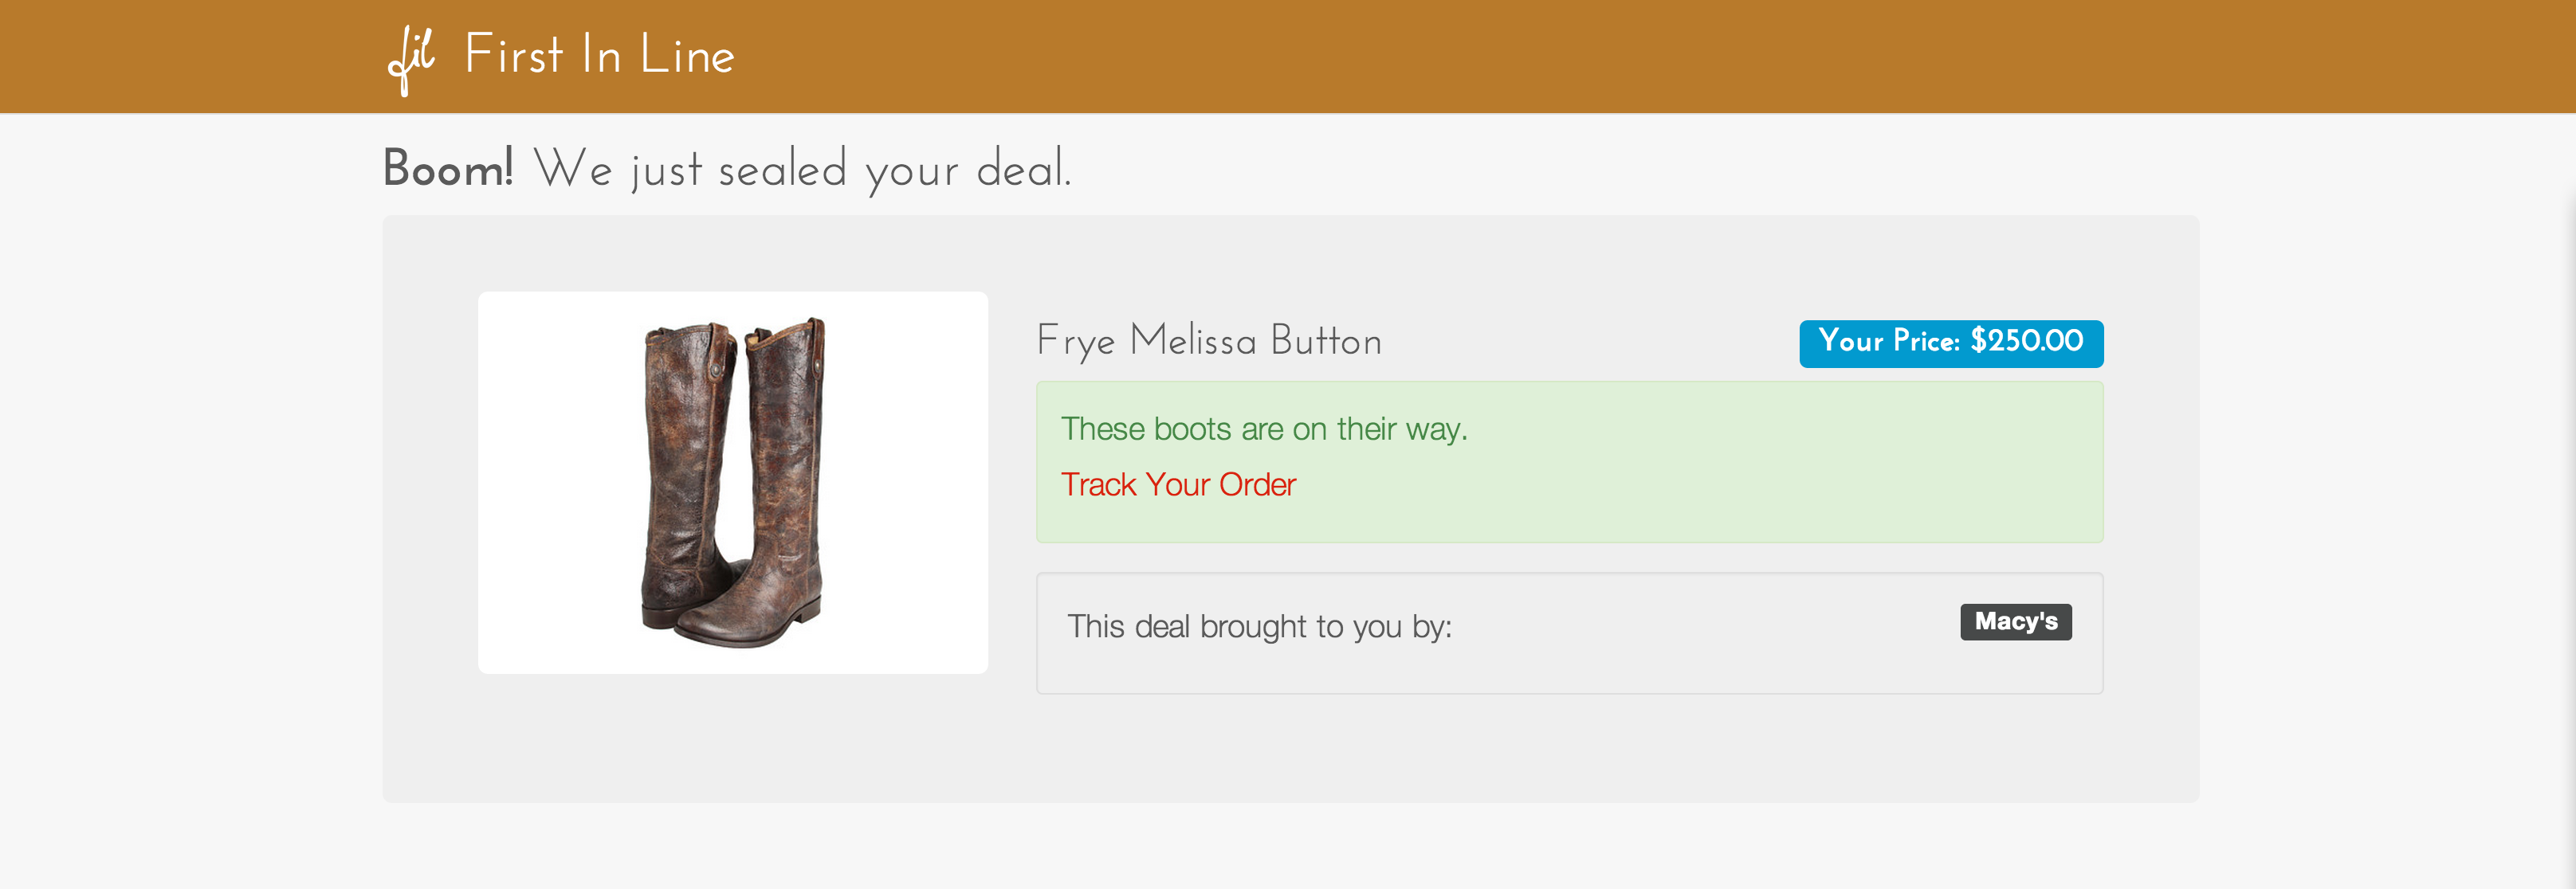 fil First In Line
Boom! We just sealed your deal.
Frye Melissa Button
Your Price: $250.00
These boots are on their way.
Track Your Order
This deal brought to you by:
Macy's